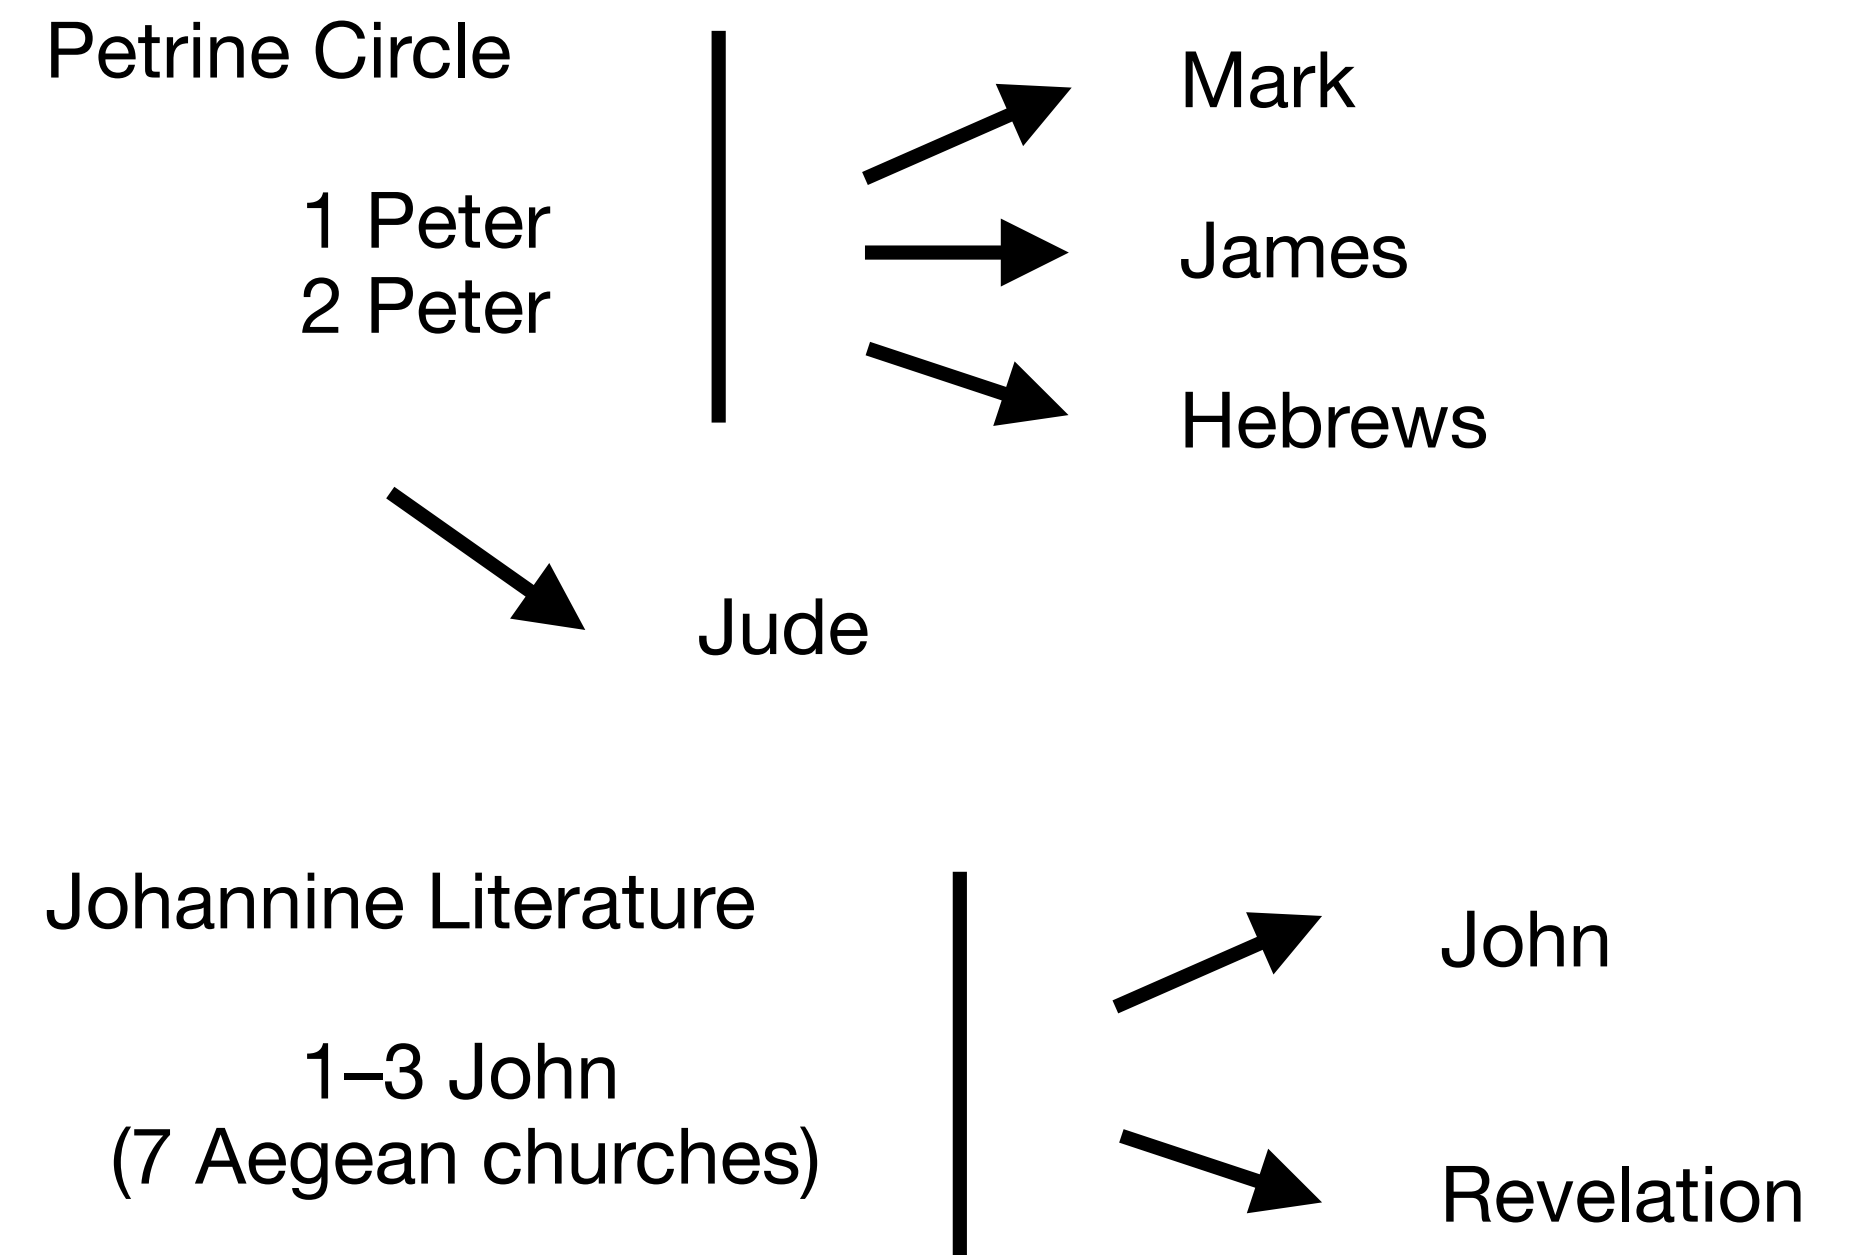 Petrine Circle
1 Peter
2 Peter
Mark
James
Hebrews
Jude
Johannine Literature
1–3 John
(7 Aegean churches)
John
Revelation